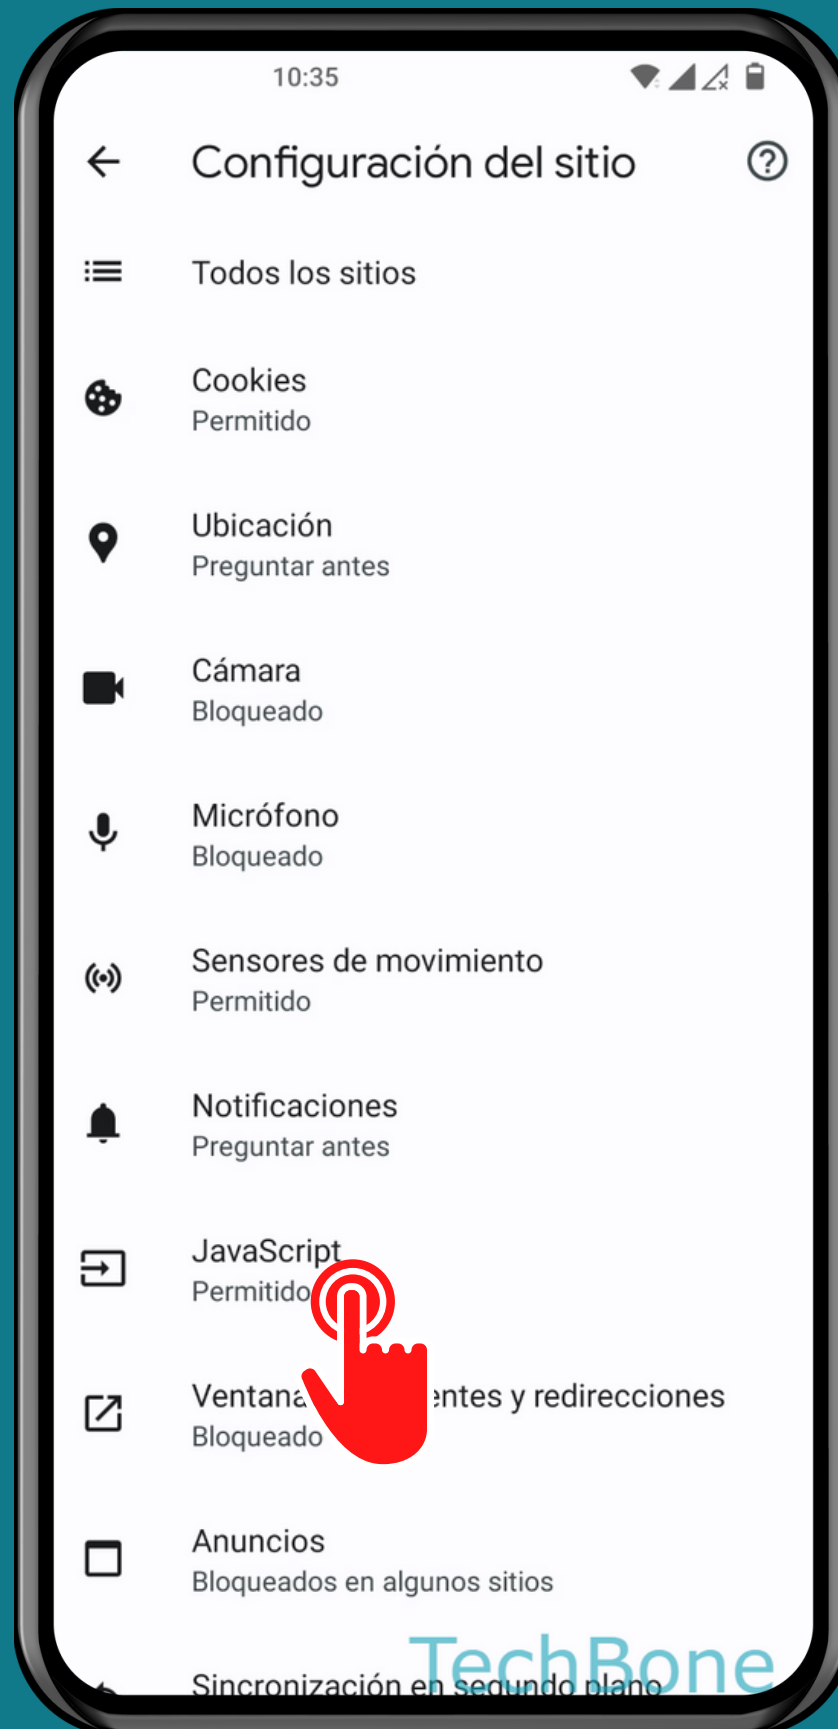 10:35
Configuración del sitio
Todos los sitios
Cookies
Permitido
Ubicación
Preguntar antes
Cámara
Bloqueado
Micrófono
Bloqueado
Sensores de movimiento
Permitido
Notificaciones
Preguntar antes
JavaScript
Permitido
y redirecciones
Bloqueado
Anuncios
Bloqueados en algunos sitios
TechBone
Sincronización en segundo plano